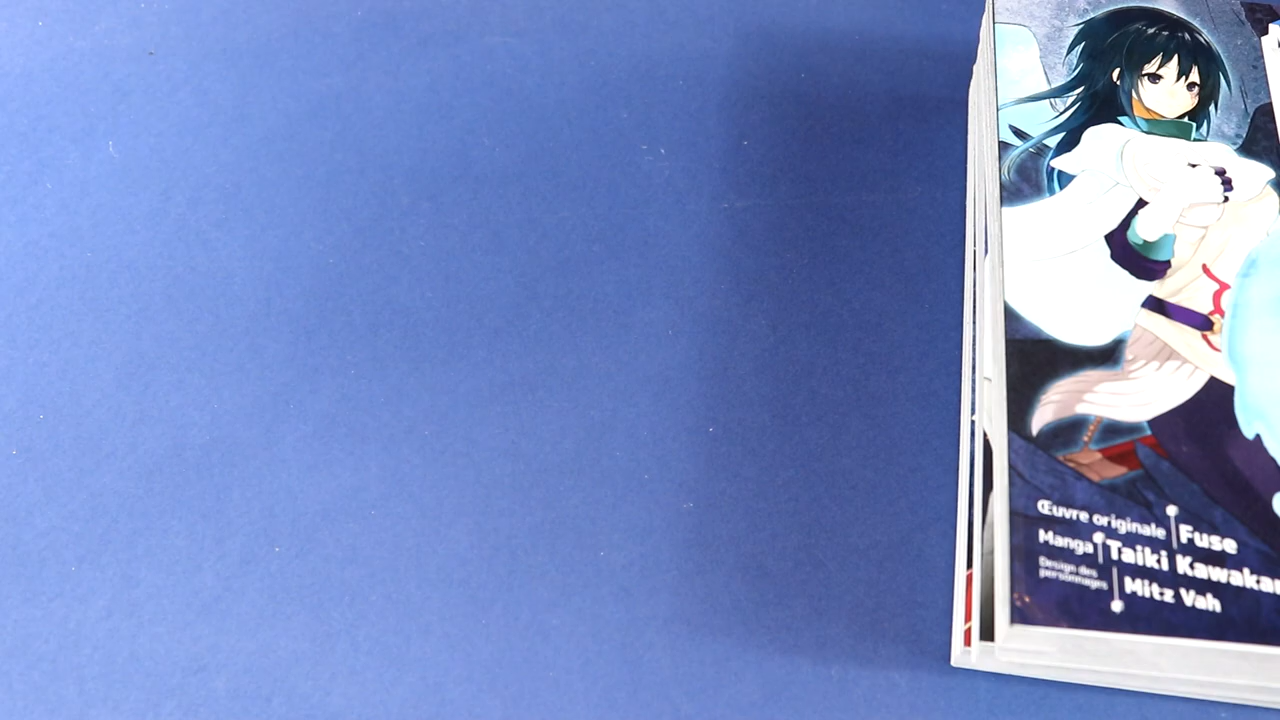 Œuvre originale Fuse
Manga Taiki Kawaka
Design des
personnages Mitz Vah